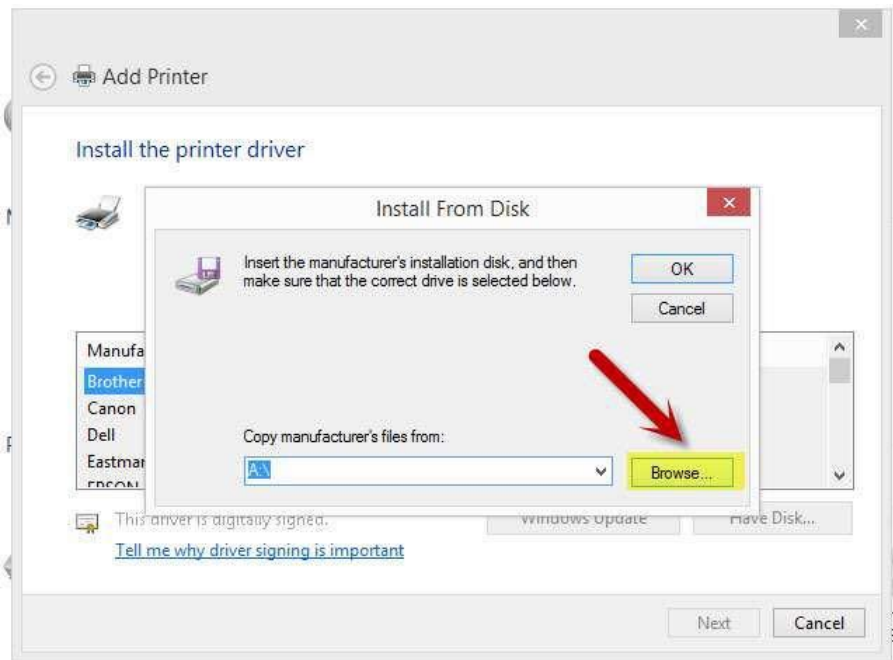 Add Printer
Install the printer driver
Install From Disk
Insert the manufacturer's installation disk, and then
make sure that the correct drive is selected below.
OK
Cancel
Manufa
Brother
Canon
Dell
Eastman
EPSON
Copy manufacturer's files from:
A:\
Browse...
This driver is digitally signed.
Windows Update
Have Disk...
Tell me why driver signing is important
Next
Cancel